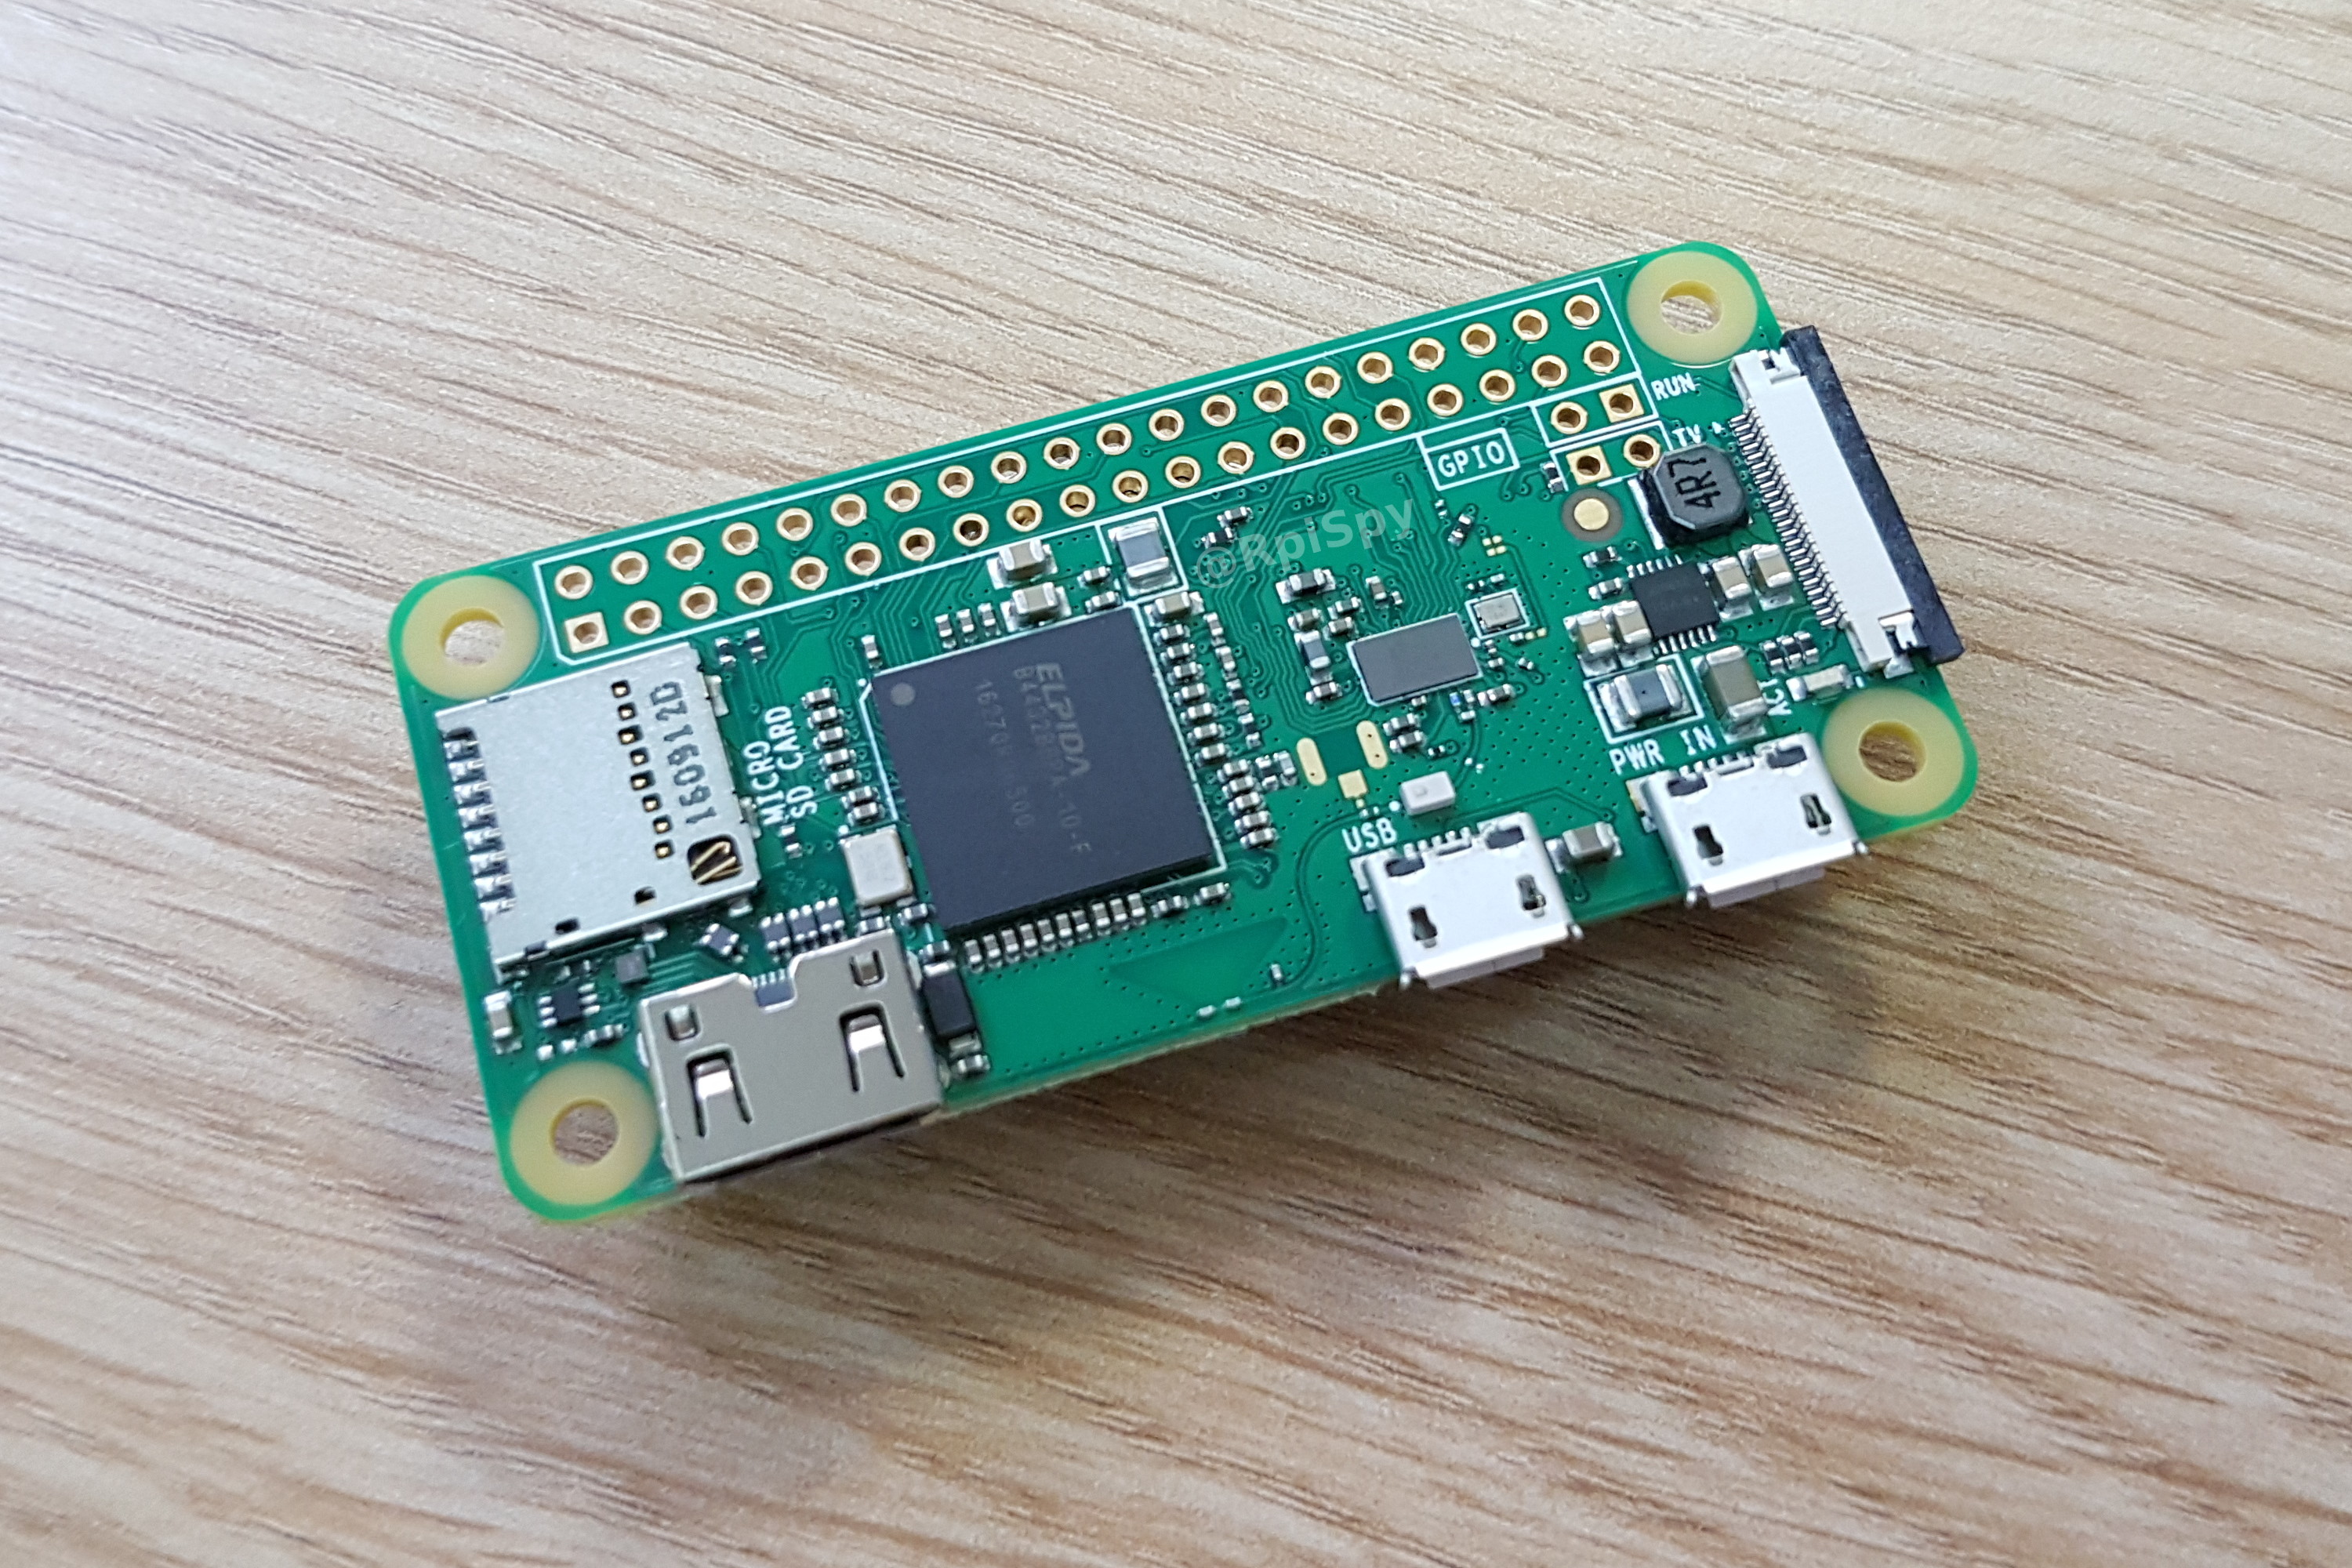 RUN
TV
GPIO
4R7
@RpiSpy
ELPIDA
160912D
MICRO
SD CARD
ACT
PWR IN
USB